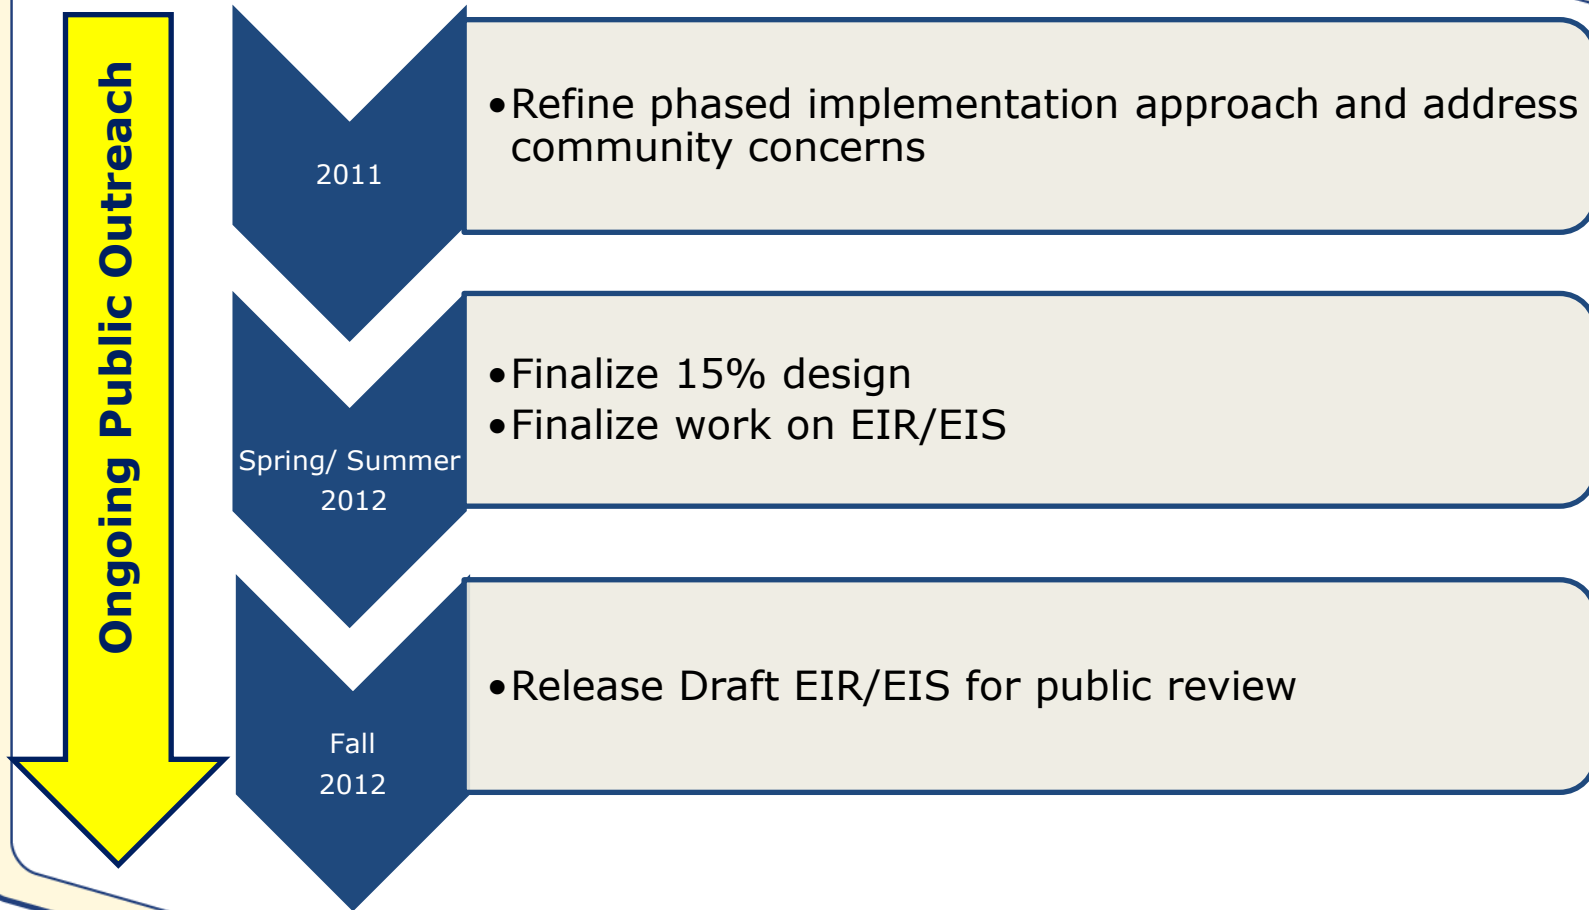 Ongoing Public Outreach
2011
•Refine phased implementation approach and address
community concerns
Spring/ Summer
2012
•Finalize 15% design
•Finalize work on EIR/EIS
Fall
2012
•Release Draft EIR/EIS for public review